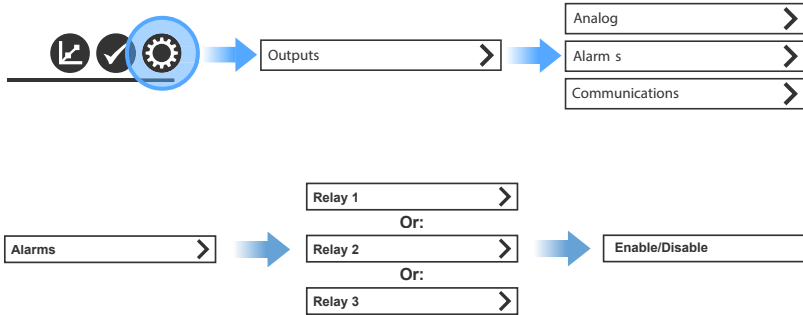 Outputs
Analog
Alarm s
Communications
Alarms
Relay 1
Or:
Relay 2
Or:
Relay 3
Enable/Disable